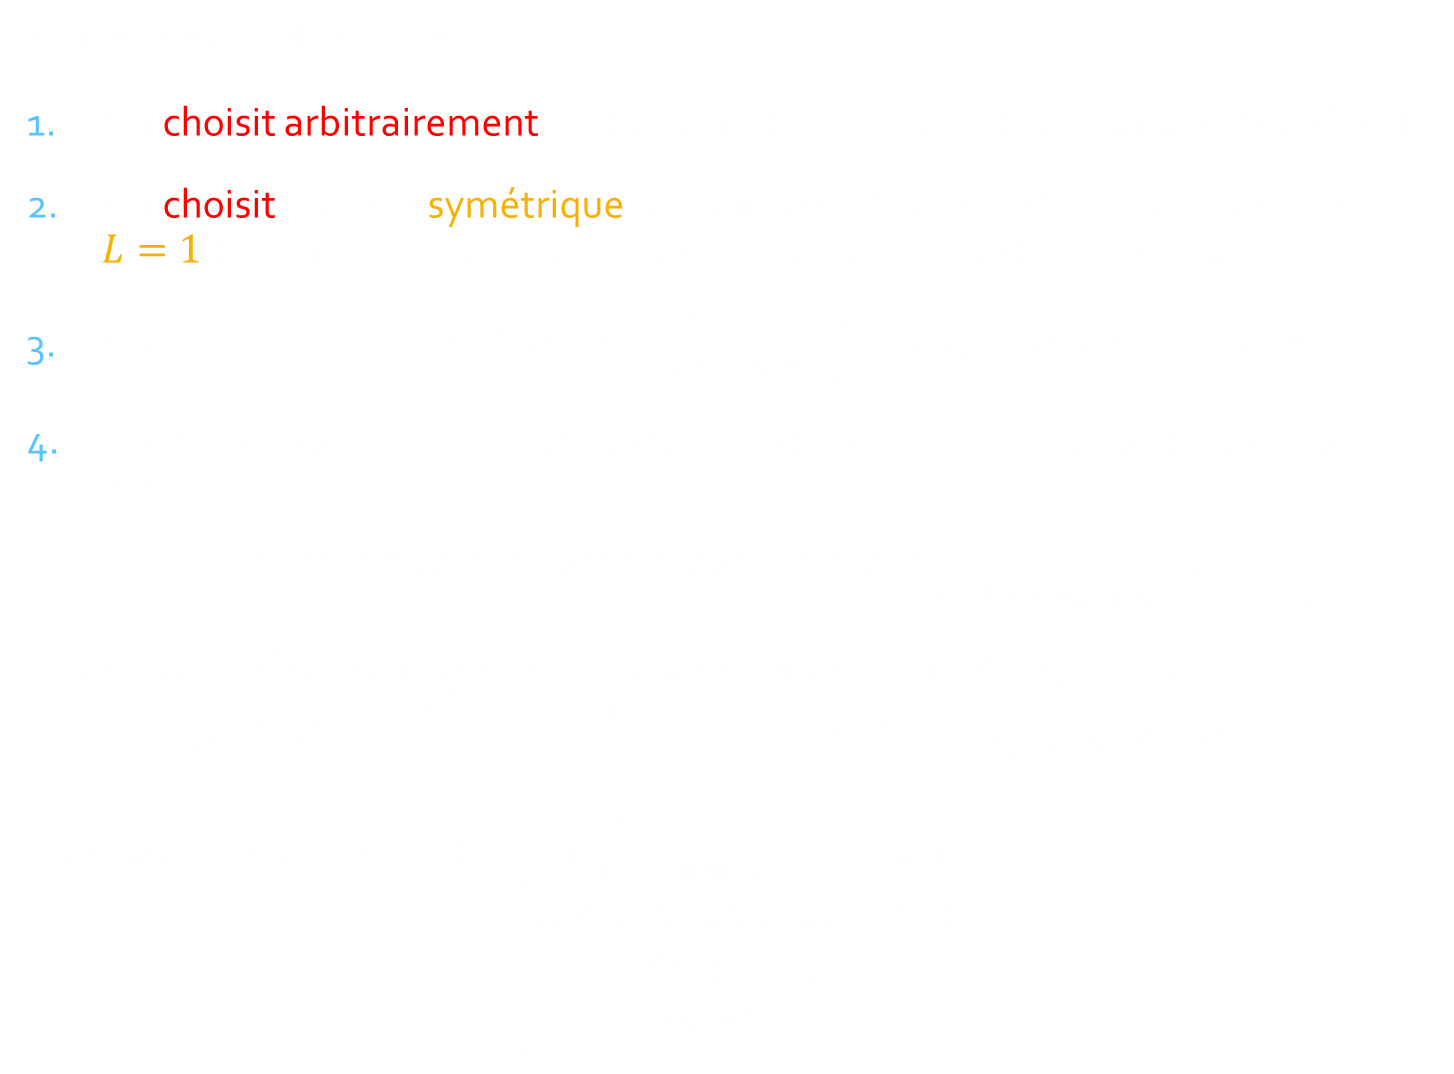 1. choisit arbitrairement
2. choisit symétrique
L = 1
3.
4.